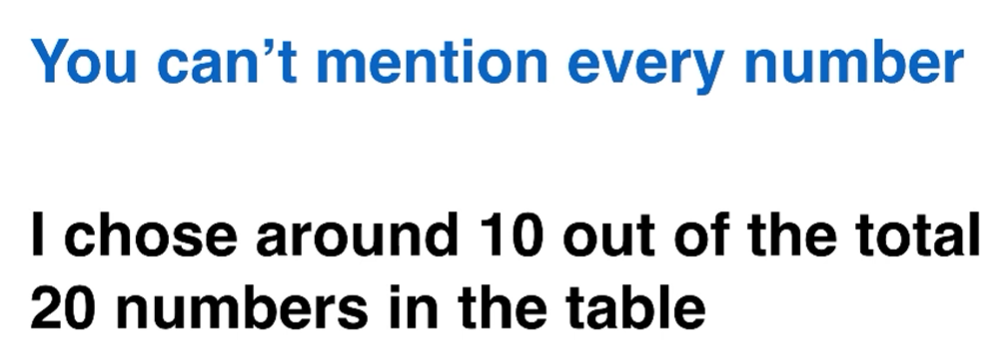 You can’t mention every number
I chose around 10 out of the total
20 numbers in the table